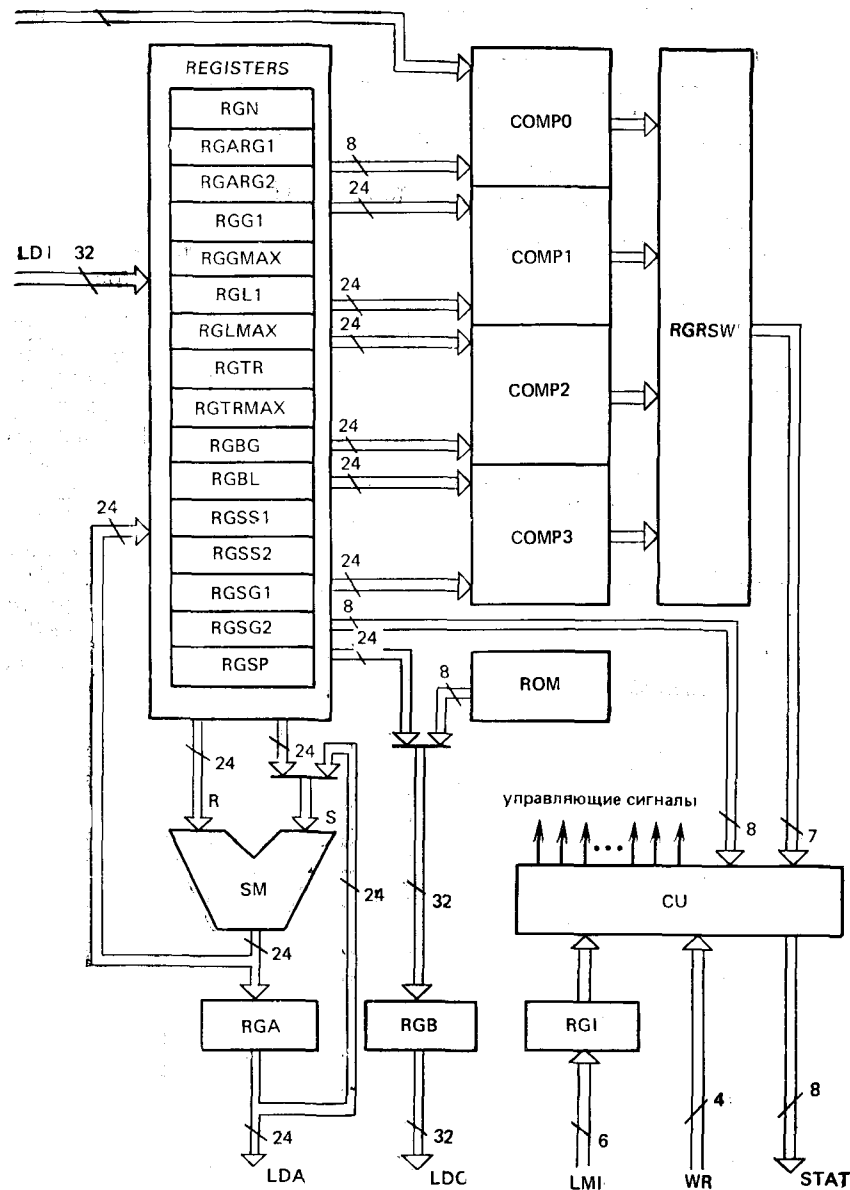 REGISTERS
RGN
RGARG1
RGARG2
RGG1
RGGMAX
RGL1
RGLMAX
RGTR
RGTRMAX
RGBG
RGBL
RGSS1
RGSS2
RGSG1
RGSG2
RGSP
LDI 32
24
8
24
24
24
24
24
24
8
24
COMP0
COMP1
COMP2
COMP3
RGRSW
ROM
8
24
24
R
S
SM
24
24
32
RGA
RGB
24
LDA
32
LDO
управляющие сигналы
...
8
7
CU
RGI
6
LMI
4
WR
8
STAT